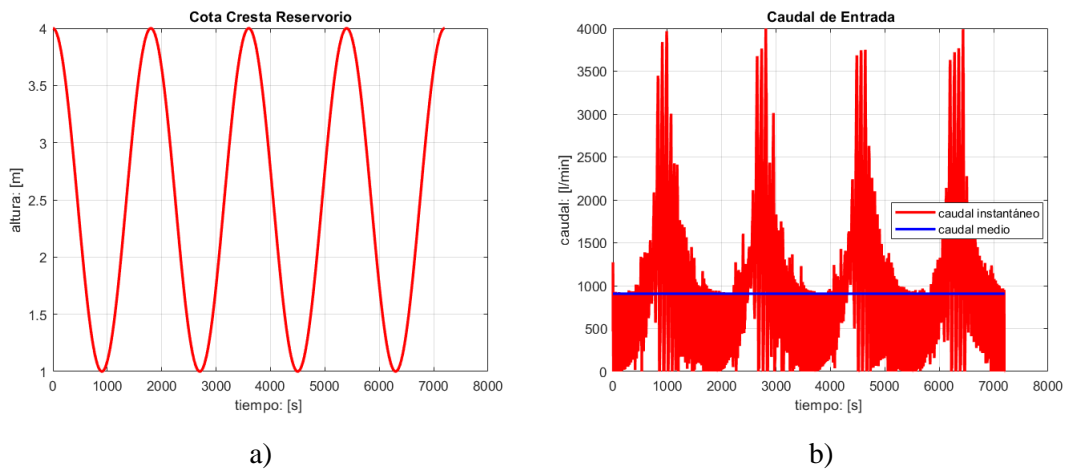 Cota Cresta Reservorio
4
3.5
3
2.5
2
1.5
1
altura: [m]
0 1000 2000 3000 4000 5000 6000 7000 8000
tiempo: [s]
a)
Caudal de Entrada
4000
3500
3000
2500
2000
1500
1000
500
0
caudal: [l/min]
caudal instantáneo
caudal medio
0 1000 2000 3000 4000 5000 6000 7000 8000
tiempo: [s]
b)